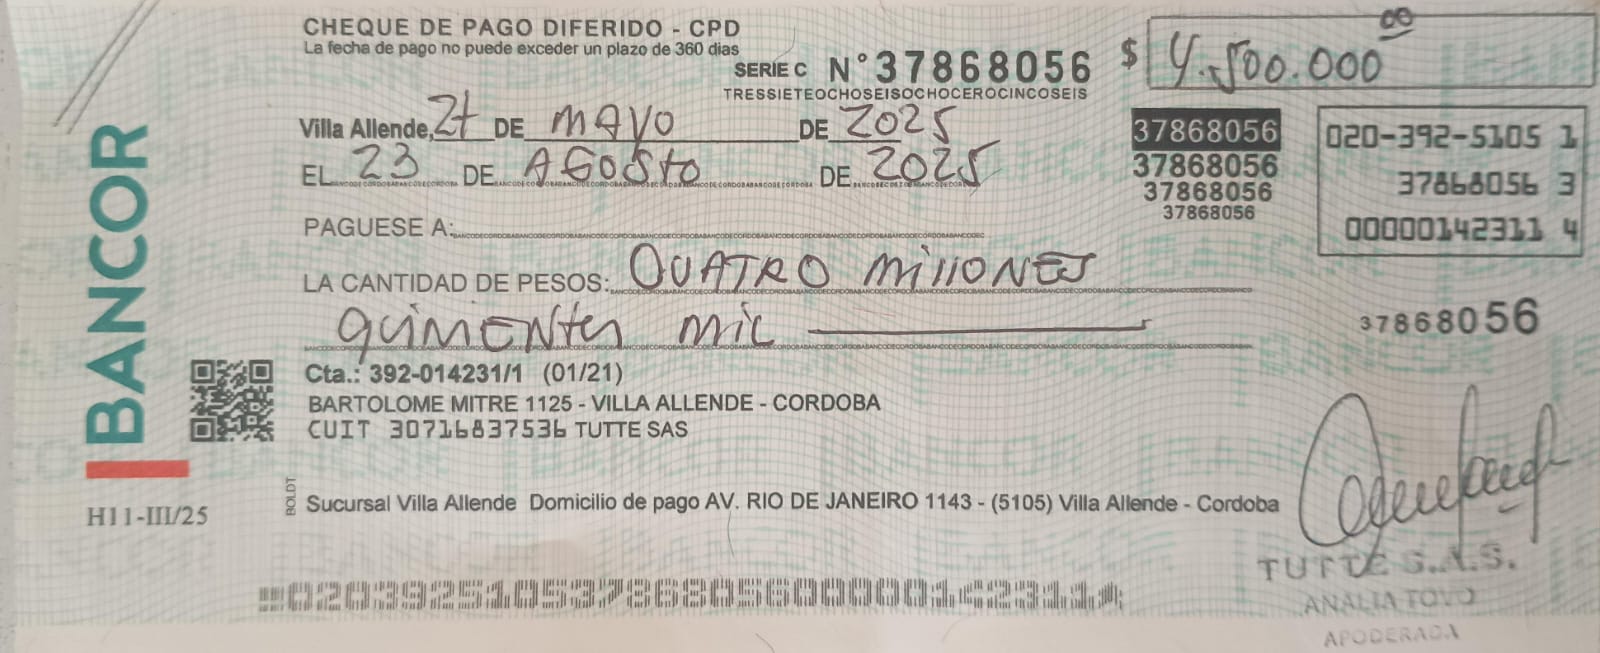 CHEQUE DE PAGO DIFERIDO - CPD
La fecha de pago no puede exceder un plazo de 360 dias
SERIE C N° 37868056
TRESSIETEOCHOSEISOCHOCEROCINCOSEIS
$ 4.500.000 00
Villa Allende, 27 DE MAYO DE 2025
EL 23 DE AGOSTO DE 2025
37868056
37868056
37868056
37868056
020-392-5105 1
37868056 3
00000142311 4
PAGUESE A:
LA CANTIDAD DE PESOS: QUATRO MILLONES
quinientos mil
37868056
BANCOR
Cta.: 392-014231/1 (01/21)
BARTOLOME MITRE 1125 - VILLA ALLENDE - CORDOBA
CUIT 30716837536 TUTTE SAS
BOLDT
Sucursal Villa Allende Domicilio de pago AV. RIO DE JANEIRO 1143 - (5105) Villa Allende - Cordoba
H11-III/25
TUTTE S.A.S.
ANALIA TOVO
APODERADA
02039251053786805600000142311